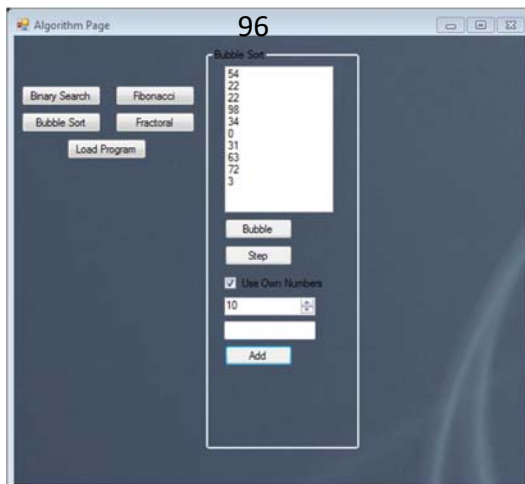 Algorithm Page
96
Binary Search
Fibonacci
Bubble Sort
Fractoral
Load Program
Bubble Sort
54
22
22
98
34
0
31
63
72
3
Bubble
Step
Use Own Numbers
10
Add